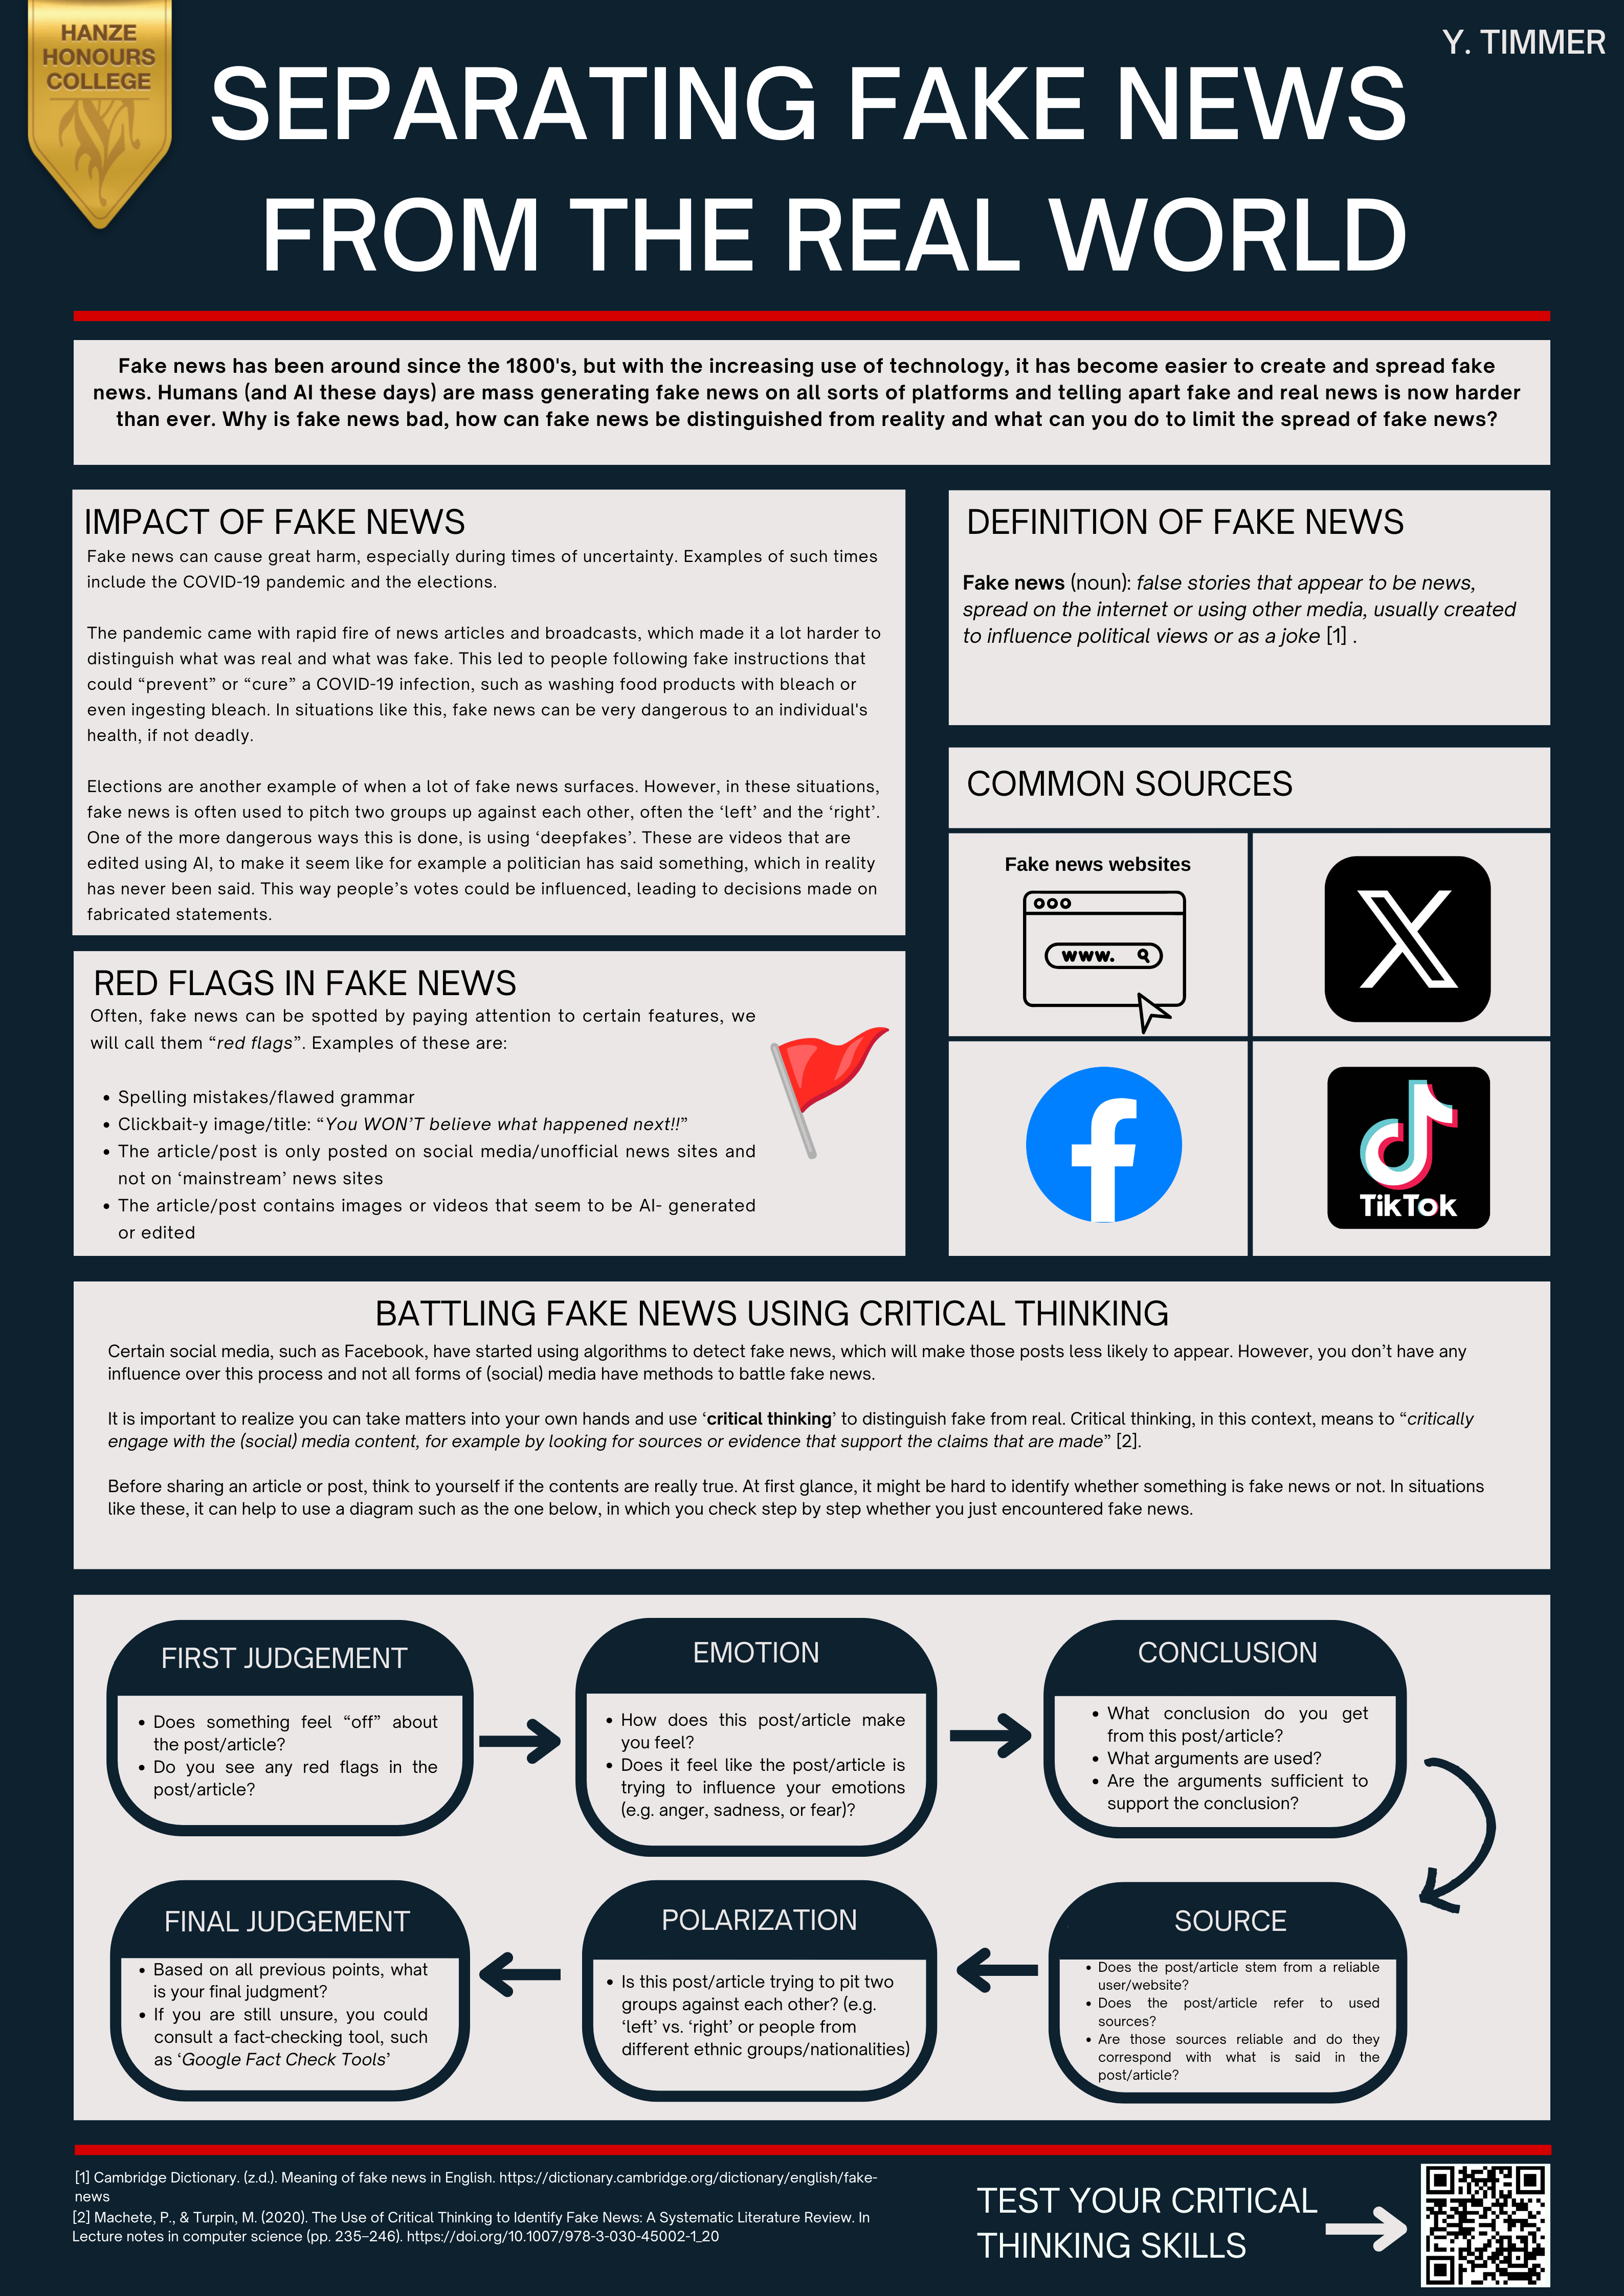 HANZE
HONOURS
COLLEGE
Y. TIMMER
SEPARATING FAKE NEWS
FROM THE REAL WORLD
Fake news has been around since the 1800's, but with the increasing use of technology, it has become easier to create and spread fake
news. Humans (and AI these days) are mass generating fake news on all sorts of platforms and telling apart fake and real news is now harder
than ever. Why is fake news bad, how can fake news be distinguished from reality and what can you do to limit the spread of fake news?
IMPACT OF FAKE NEWS
Fake news can cause great harm, especially during times of uncertainty. Examples of such times
include the COVID-19 pandemic and the elections.
The pandemic came with rapid fire of news articles and broadcasts, which made it a lot harder to
distinguish what was real and what was fake. This led to people following fake instructions that
could “prevent” or “cure” a COVID-19 infection, such as washing food products with bleach or
even ingesting bleach. In situations like this, fake news can be very dangerous to an individual's
health, if not deadly.
Elections are another example of when a lot of fake news surfaces. However, in these situations,
fake news is often used to pitch two groups up against each other, often the ‘left’ and the ‘right’.
One of the more dangerous ways this is done, is using ‘deepfakes’. These are videos that are
edited using AI, to make it seem like for example a politician has said something, which in reality
has never been said. This way people’s votes could be influenced, leading to decisions made on
fabricated statements.
RED FLAGS IN FAKE NEWS
Often, fake news can be spotted by paying attention to certain features, we
will call them “red flags”. Examples of these are:
• Spelling mistakes/flawed grammar
• Clickbait-y image/title: “You WON’T believe what happened next!!”
• The article/post is only posted on social media/unofficial news sites and
not on ‘mainstream’ news sites
• The article/post contains images or videos that seem to be AI- generated
or edited
DEFINITION OF FAKE NEWS
Fake news (noun): false stories that appear to be news,
spread on the internet or using other media, usually created
to influence political views or as a joke [1] .
COMMON SOURCES
Fake news websites
www.
TikTok
BATTLING FAKE NEWS USING CRITICAL THINKING
Certain social media, such as Facebook, have started using algorithms to detect fake news, which will make those posts less likely to appear. However, you don’t have any
influence over this process and not all forms of (social) media have methods to battle fake news.
It is important to realize you can take matters into your own hands and use ‘critical thinking’ to distinguish fake from real. Critical thinking, in this context, means to “critically
engage with the (social) media content, for example by looking for sources or evidence that support the claims that are made” [2].
Before sharing an article or post, think to yourself if the contents are really true. At first glance, it might be hard to identify whether something is fake news or not. In situations
like these, it can help to use a diagram such as the one below, in which you check step by step whether you just encountered fake news.
FIRST JUDGEMENT
• Does something feel “off” about
the post/article?
• Do you see any red flags in the
post/article?
EMOTION
• How does this post/article make
you feel?
• Does it feel like the post/article is
trying to influence your emotions
(e.g. anger, sadness, or fear)?
CONCLUSION
• What conclusion do you get
from this post/article?
• What arguments are used?
• Are the arguments sufficient to
support the conclusion?
SOURCE
• Does the post/article stem from a reliable
user/website?
• Does the post/article refer to used
sources?
• Are those sources reliable and do they
correspond with what is said in the
post/article?
POLARIZATION
• Is this post/article trying to pit two
groups against each other? (e.g.
‘left’ vs. ‘right’ or people from
different ethnic groups/nationalities)
FINAL JUDGEMENT
• Based on all previous points, what
is your final judgment?
• If you are still unsure, you could
consult a fact-checking tool, such
as ‘Google Fact Check Tools’
[1] Cambridge Dictionary. (z.d.). Meaning of fake news in English. https://dictionary.cambridge.org/dictionary/english/fake-
news
[2] Machete, P., & Turpin, M. (2020). The Use of Critical Thinking to Identify Fake News: A Systematic Literature Review. In
Lecture notes in computer science (pp. 235–246). https://doi.org/10.1007/978-3-030-45002-1_20
TEST YOUR CRITICAL
THINKING SKILLS